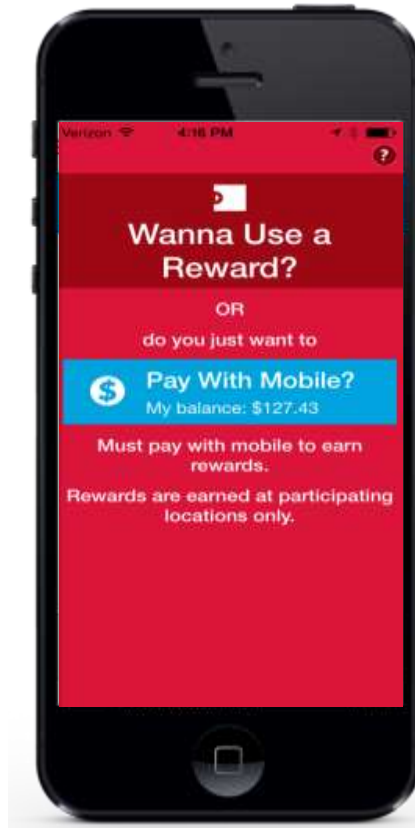 Verizon 4:16 PM
?
Wanna Use a
Reward?
OR
do you just want to
$ Pay With Mobile?
My balance: $127.43
Must pay with mobile to earn
rewards.
Rewards are earned at participating
locations only.